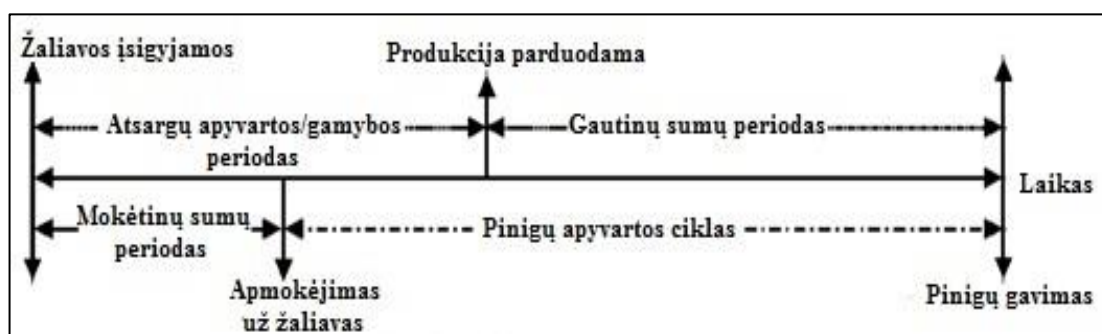 Žaliavos įsigyjamos
Produkcija parduodama
Atsargų apyvartos/gamybos
periodas
Gautinų sumų periodas
Laikas
Mokėtinų sumų
periodas
Pinigų apyvartos ciklas
Apmokėjimas
už žaliavas
Pinigų gavimas